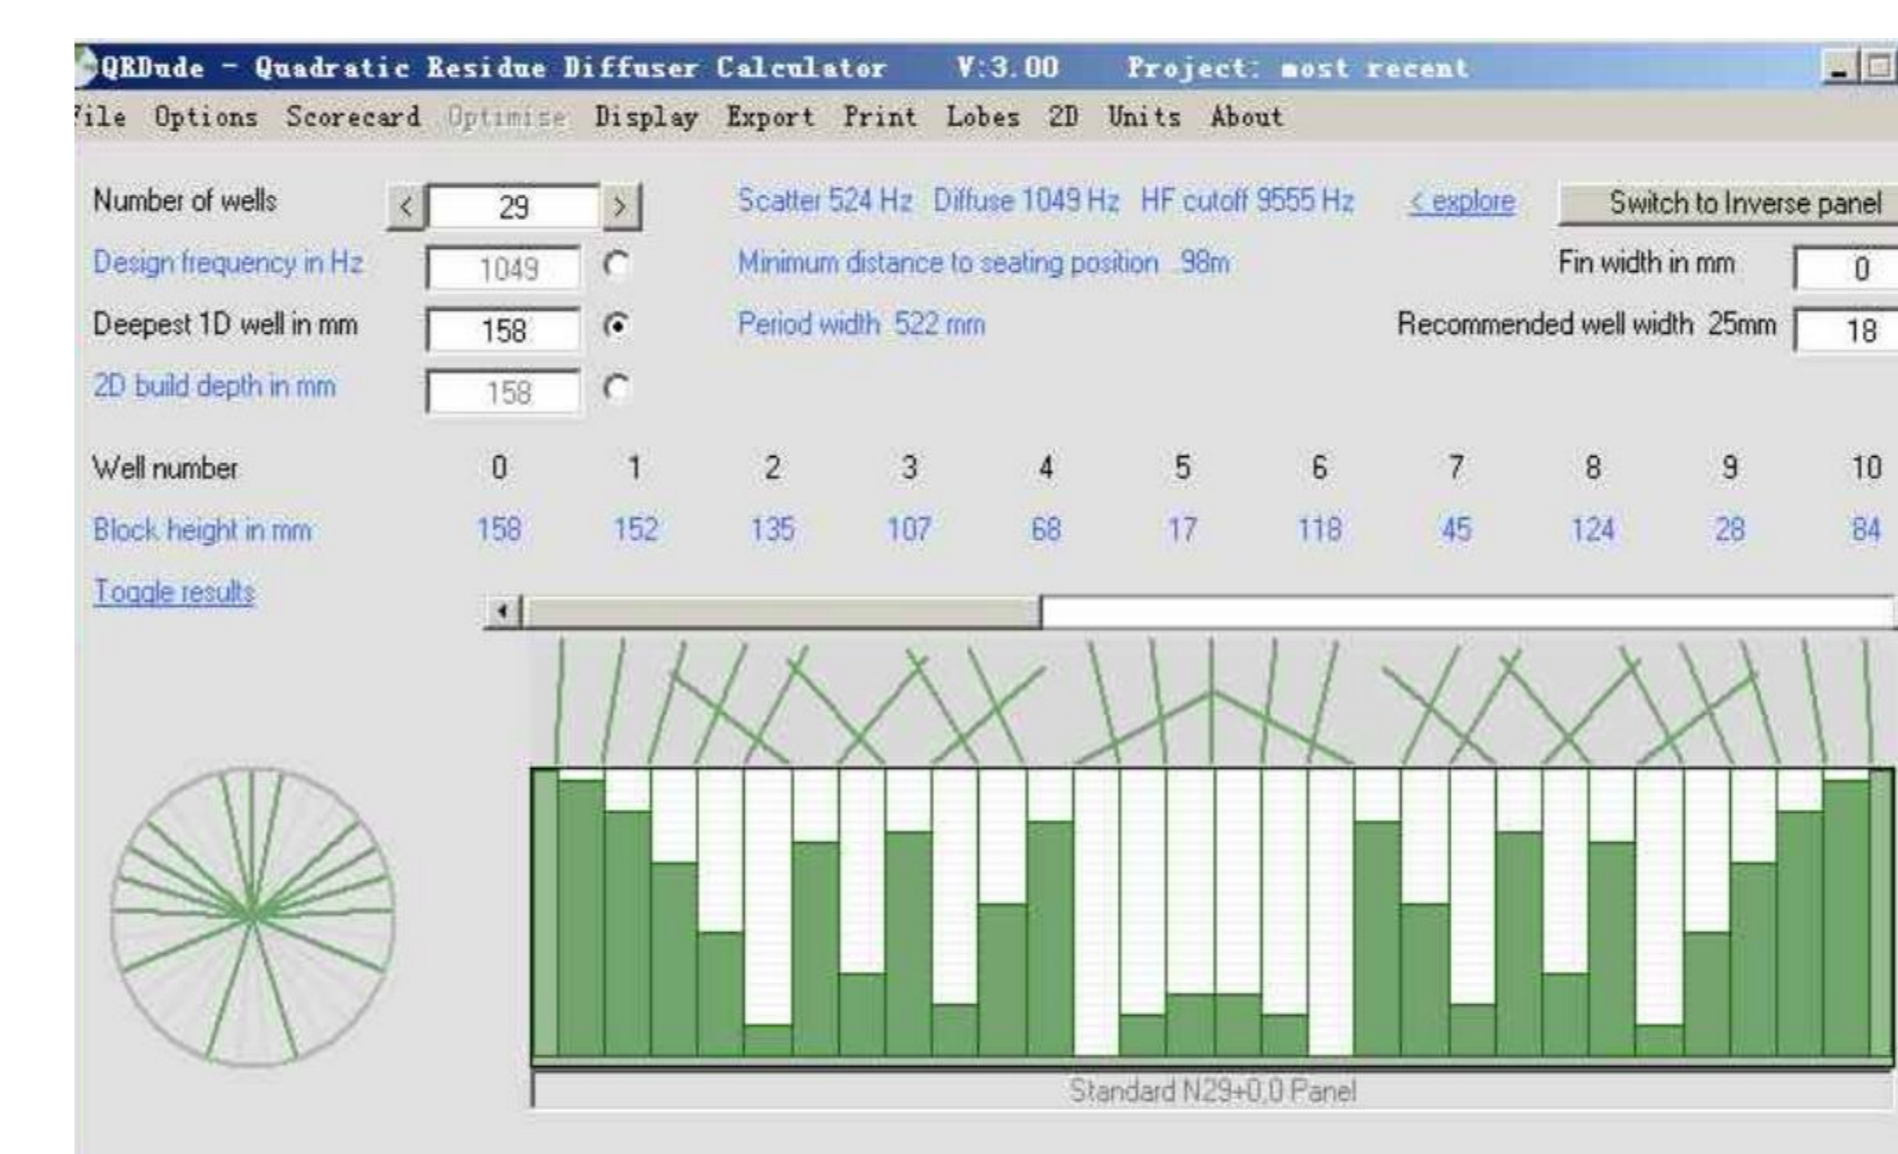 QRDude - Quadratic Residue Diffuser Calculator V:3.00 Project: most recent
File Options Scorecard Optimise Display Export Print Lobes 2D Units About
Number of wells < 29 > Scatter 524 Hz Diffuse 1049 Hz HF cutoff 9555 Hz < explore Switch to Inverse panel
Design frequency in Hz 1049 Minimum distance to seating position .98m Fin width in mm 0
Deepest 1D well in mm 158 Period width 522 mm Recommended well width 25mm 18
2D build depth in mm 158
Well number 0 1 2 3 4 5 6 7 8 9 10
Block height in mm 158 152 135 107 68 17 118 45 124 28 84
Toggle results
Standard N29+0,0 Panel